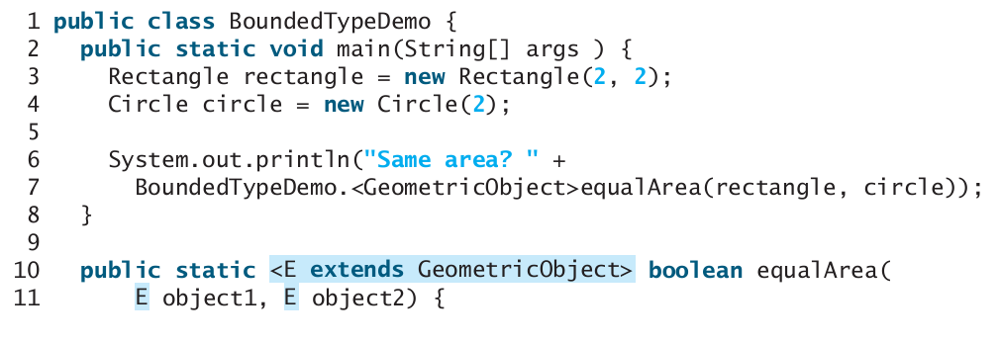 1 public class BoundedTypeDemo {
2 public static void main(String[] args ) {
3 Rectangle rectangle = new Rectangle(2, 2);
4 Circle circle = new Circle(2);
5
6 System.out.println("Same area? " +
7 BoundedTypeDemo.<GeometricObject>equalArea(rectangle, circle));
8 }
9
10 public static <E extends GeometricObject> boolean equalArea(
11 E object1, E object2) {